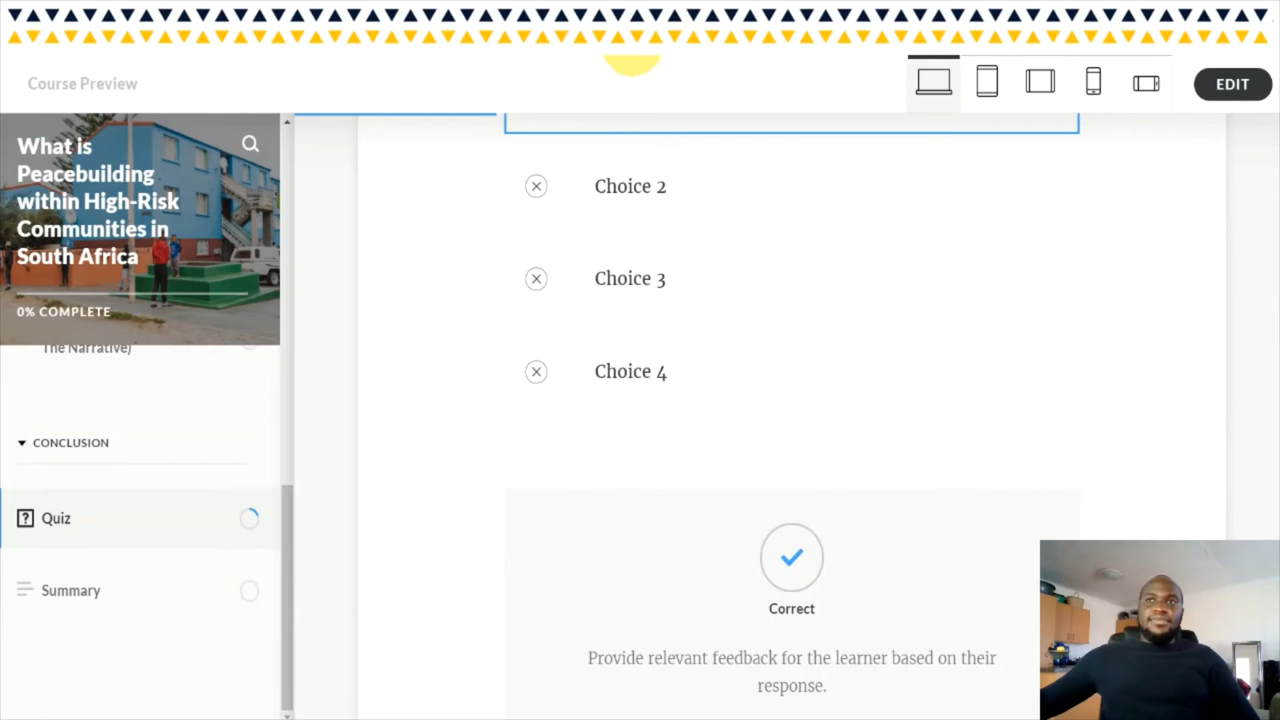 Course Preview
EDIT
What is
Peacebuilding
within High-Risk
Communities in
South Africa
0% COMPLETE
The Narrative)
CONCLUSION
Quiz
Summary
Choice 2
Choice 3
Choice 4
Correct
Provide relevant feedback for the learner based on their
response.